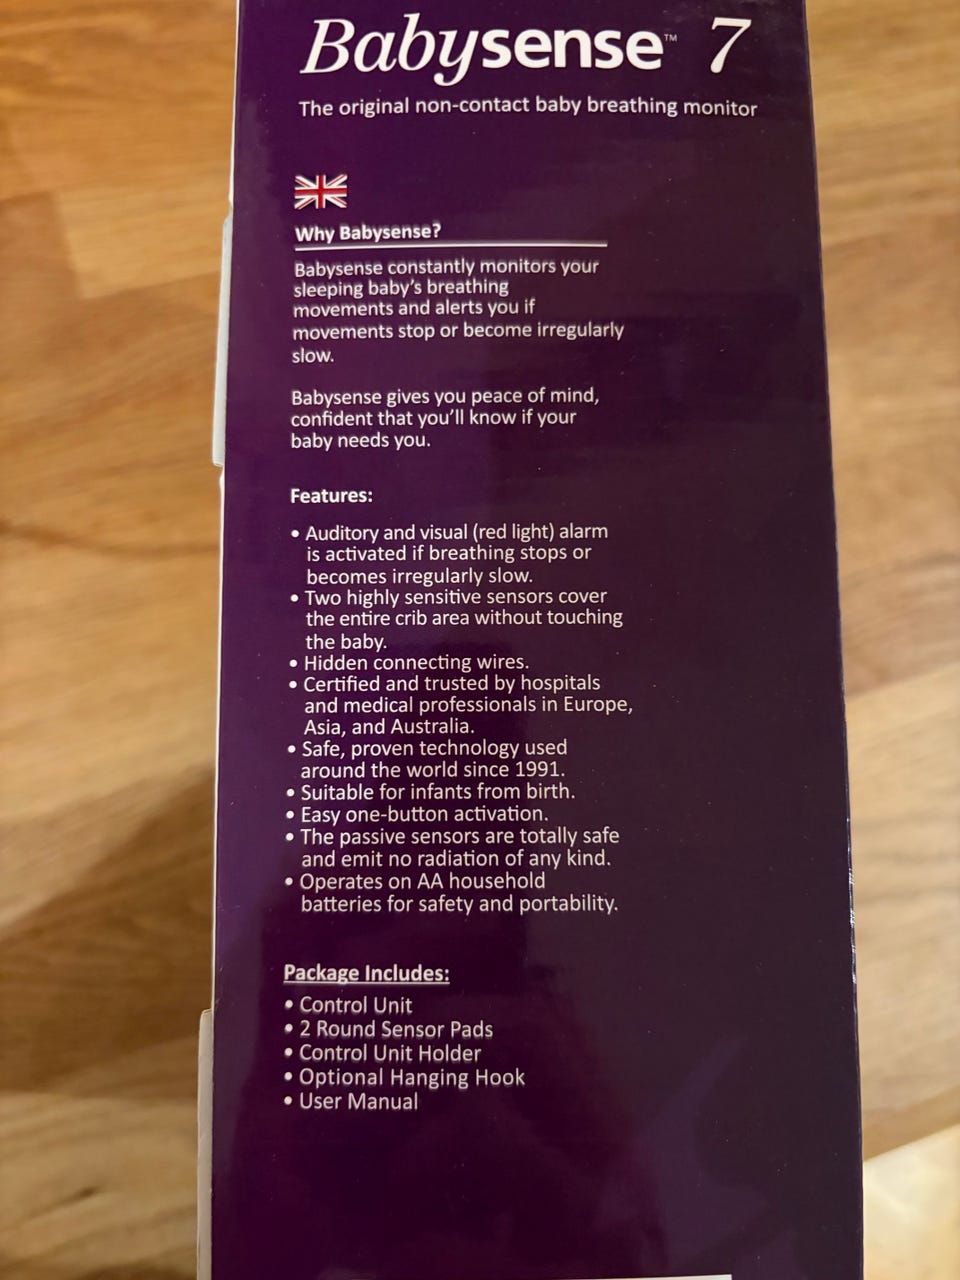 Babysense™ 7
The original non-contact baby breathing monitor
Why Babysense?
Babysense constantly monitors your
sleeping baby's breathing
movements and alerts you if
movements stop or become irregularly
slow.
Babysense gives you peace of mind,
confident that you'll know if your
baby needs you.
Features:
• Auditory and visual (red light) alarm
is activated if breathing stops or
becomes irregularly slow.
• Two highly sensitive sensors cover
the entire crib area without touching
the baby.
• Hidden connecting wires.
• Certified and trusted by hospitals
and medical professionals in Europe,
Asia, and Australia.
• Safe, proven technology used
around the world since 1991.
• Suitable for infants from birth.
• Easy one-button activation.
• The passive sensors are totally safe
and emit no radiation of any kind.
• Operates on AA household
batteries for safety and portability.
Package Includes:
• Control Unit
• 2 Round Sensor Pads
• Control Unit Holder
• Optional Hanging Hook
• User Manual